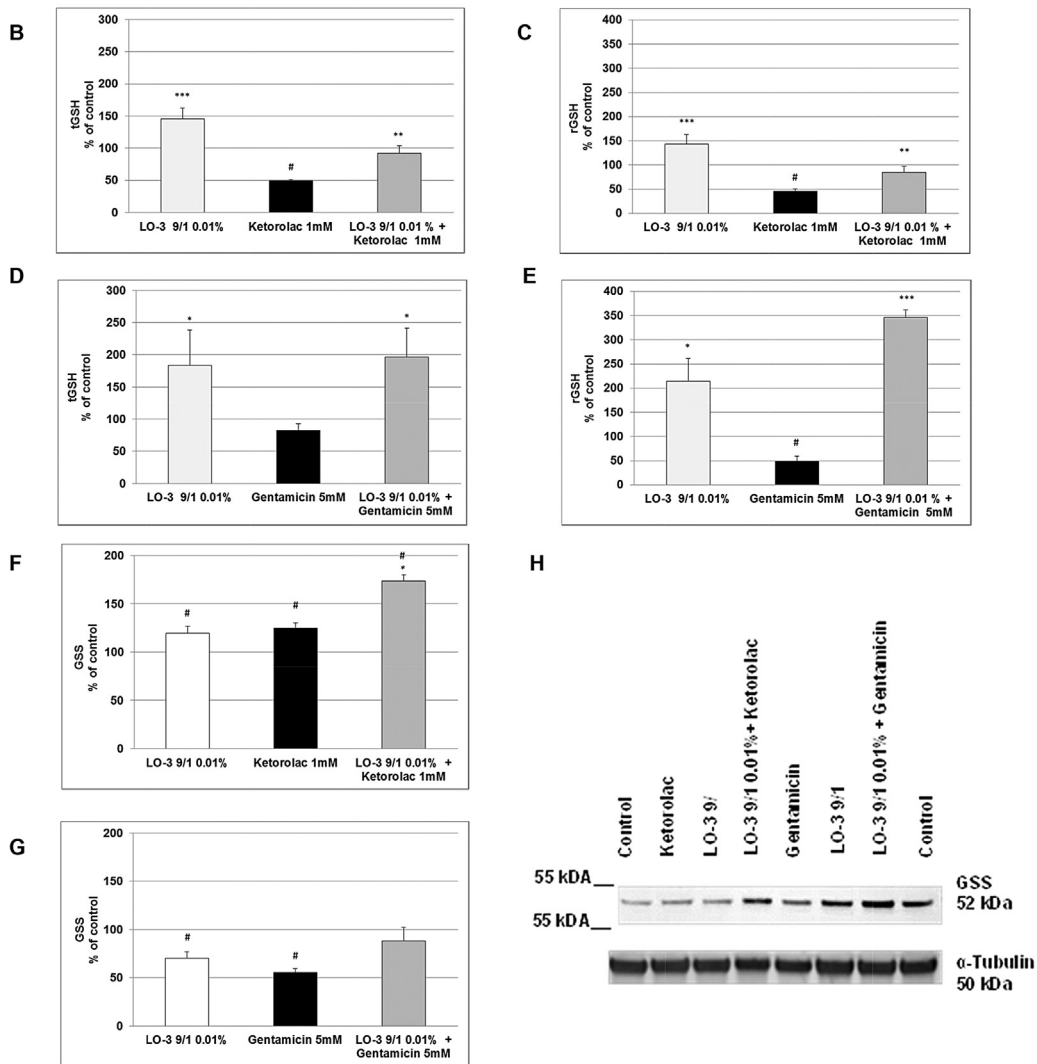 B
300
250
200
150
100
50
0
tGSH
% of control
***
#
**
LO-3 9/1 0.01%
Ketorolac 1mM
LO-3 9/1 0.01 % +
Ketorolac 1mM
C
400
350
300
250
200
150
100
50
0
rGSH
% of control
***
#
**
LO-3 9/1 0.01%
Ketorolac 1mM
LO-3 9/1 0.01 % +
Ketorolac 1mM
D
300
250
200
150
100
50
0
tGSH
% of control
*
*
LO-3 9/1 0.01%
Gentamicin 5mM
LO-3 9/1 0.01% +
Gentamicin 5mM
E
400
350
300
250
200
150
100
50
0
rGSH
% of control
*
#
***
LO-3 9/1 0.01%
Gentamicin 5mM
LO-3 9/1 0.01 % +
Gentamicin 5mM
F
200
150
100
50
0
GSS
% of control
#
#
#
*
LO-3 9/1 0.01%
Ketorolac 1mM
LO-3 9/1 0.01% +
Ketorolac 1mM
G
200
150
100
50
0
GSS
% of control
#
#
LO-3 9/1 0.01%
Gentamicin 5mM
LO-3 9/1 0.01% +
Gentamicin 5mM
H
Control
Ketorolac
LO-3 9/
LO-3 9/1 0.01%+ Ketorolac
Gentamicin
LO-3 9/1
LO-3 9/1 0.01% + Gentamicin
Control
55 kDA
55 kDA
GSS
52 kDa
α-Tubulin
50 kDa